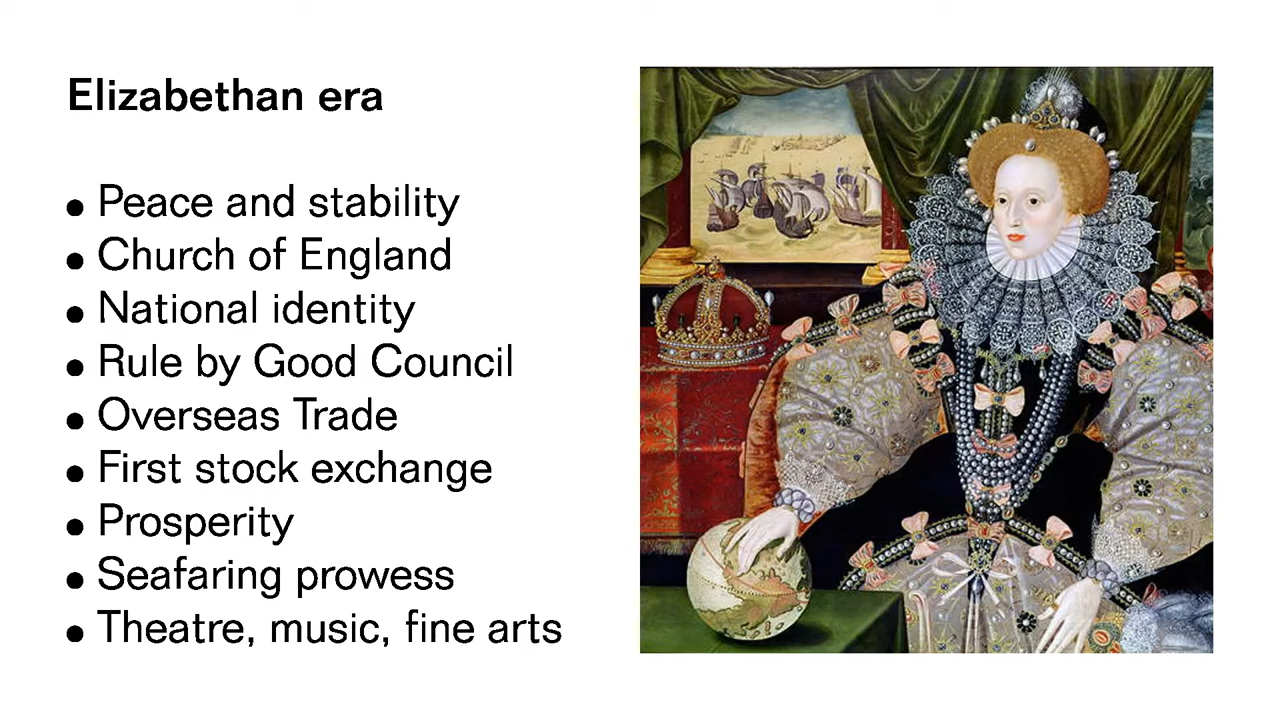 Elizabethan era
• Peace and stability
• Church of England
• National identity
• Rule by Good Council
• Overseas Trade
• First stock exchange
• Prosperity
• Seafaring prowess
• Theatre, music, fine arts